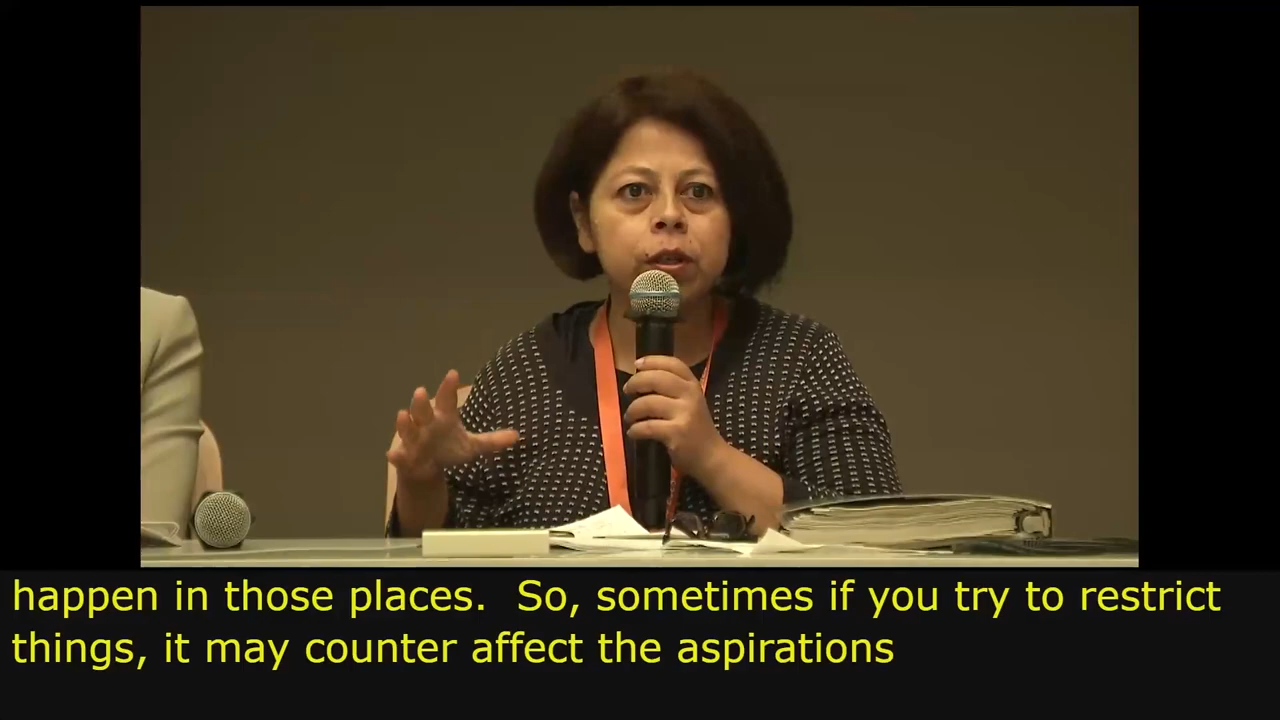 happen in those places.  So, sometimes if you try to restrict
things, it may counter affect the aspirations